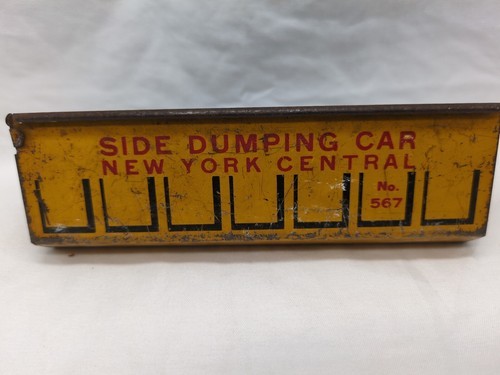 SIDE DUMPING CAR
NEW YORK CENTRAL
No.
567